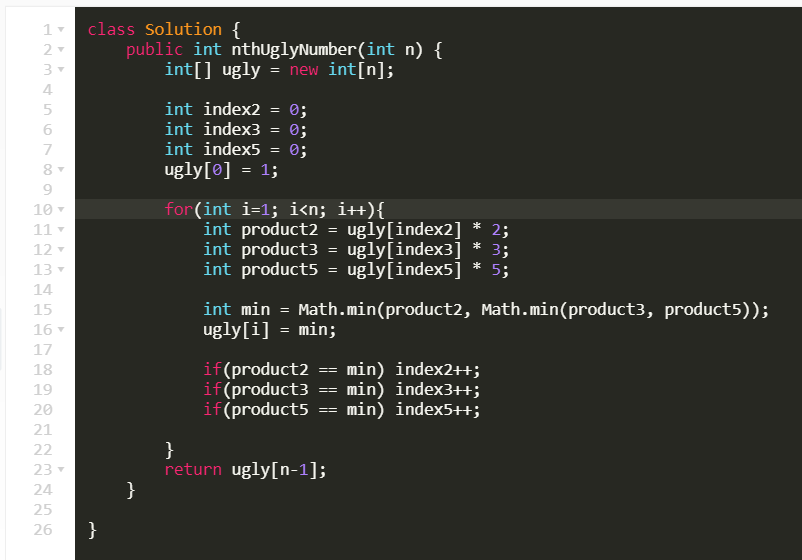 1 class Solution {
2     public int nthUglyNumber(int n) {
3         int[] ugly = new int[n];
4
5         int index2 = 0;
6         int index3 = 0;
7         int index5 = 0;
8         ugly[0] = 1;
9
10         for(int i=1; i<n; i++){
11             int product2 = ugly[index2] * 2;
12             int product3 = ugly[index3] * 3;
13             int product5 = ugly[index5] * 5;
14
15             int min = Math.min(product2, Math.min(product3, product5));
16             ugly[i] = min;
17
18             if(product2 == min) index2++;
19             if(product3 == min) index3++;
20             if(product5 == min) index5++;
21
22         }
23         return ugly[n-1];
24     }
25
26 }